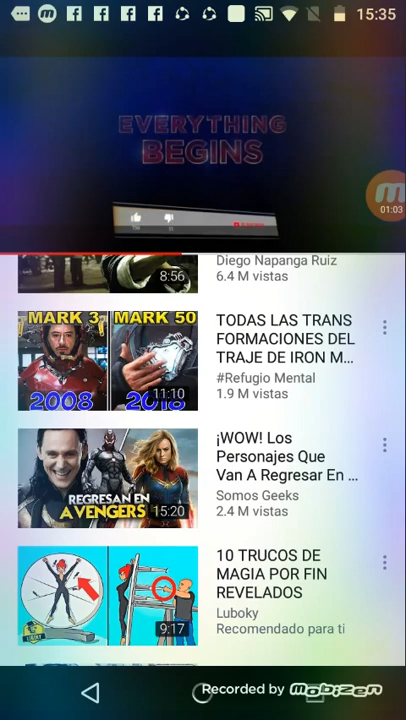 15:35
EVERYTHING
BEGINS
01:03
8:56
Diego Napanga Ruiz
6.4 M vistas
MARK 3
MARK 50
2008
2018
11:10
TODAS LAS TRANS
FORMACIONES DEL
TRAJE DE IRON M...
#Refugio Mental
1.9 M vistas
REGRESAN EN
AVENGERS
15:20
¡WOW! Los
Personajes Que
Van A Regresar En ...
Somos Geeks
2.4 M vistas
LUBOKY
9:17
10 TRUCOS DE
MAGIA POR FIN
REVELADOS
Luboky
Recomendado para ti
Recorded by mobizen